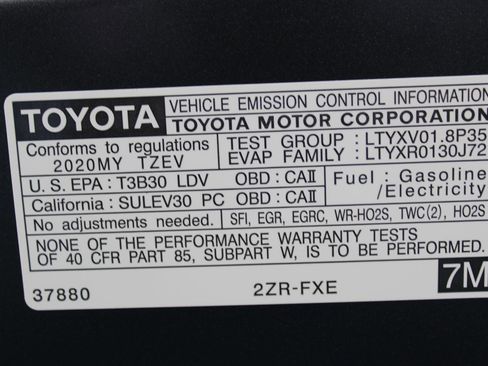 TOYOTA VEHICLE EMISSION CONTROL INFORMATION
TOYOTA MOTOR CORPORATION
Conforms to regulations
2020MY TZEV
TEST GROUP : LTYXV01.8P35
EVAP FAMILY : LTYXR0130J72
U.S. EPA : T3B30 LDV OBD : CAII
California : SULEV30 PC OBD : CAII
Fuel : Gasoline
/Electricity
No adjustments needed. SFI, EGR, EGRC, WR-HO2S, TWC(2), HO2S
NONE OF THE PERFORMANCE WARRANTY TESTS
OF 40 CFR PART 85, SUBPART W, IS TO BE PERFORMED.
37880 2ZR-FXE 7M